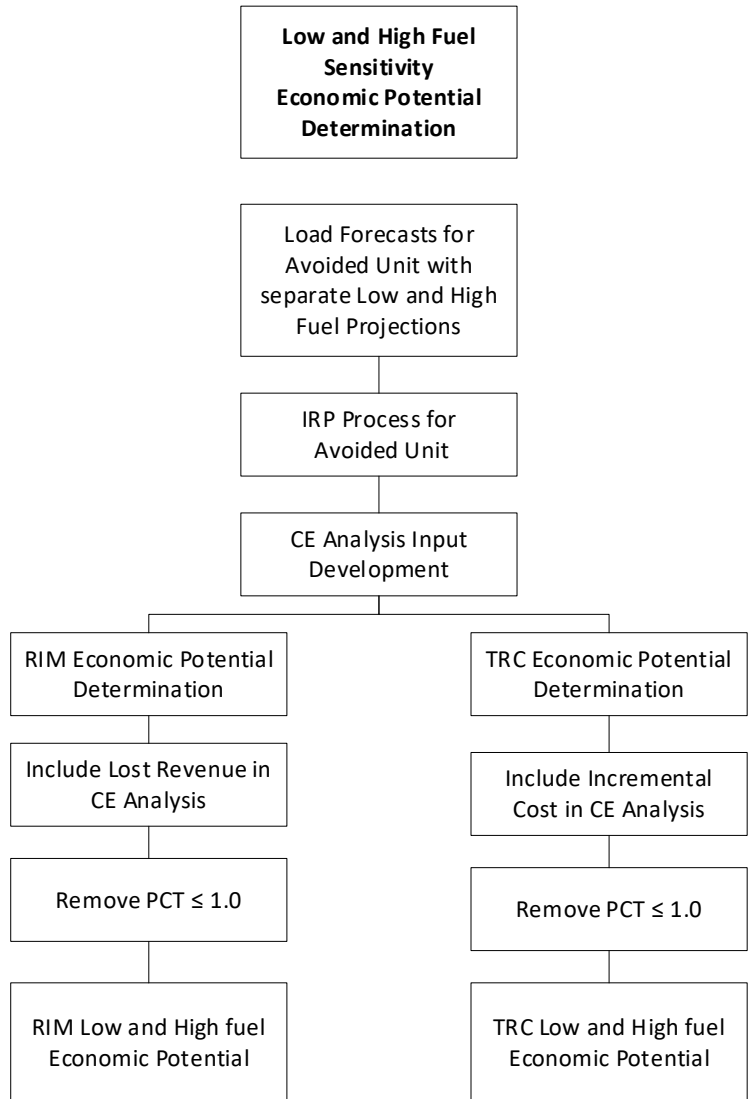 Low and High Fuel
Sensitivity
Economic Potential
Determination
Load Forecasts for
Avoided Unit with
separate Low and High
Fuel Projections
IRP Process for
Avoided Unit
CE Analysis Input
Development
RIM Economic Potential
Determination
Include Lost Revenue in
CE Analysis
Remove PCT ≤ 1.0
RIM Low and High fuel
Economic Potential
TRC Economic Potential
Determination
Include Incremental
Cost in CE Analysis
Remove PCT ≤ 1.0
TRC Low and High fuel
Economic Potential